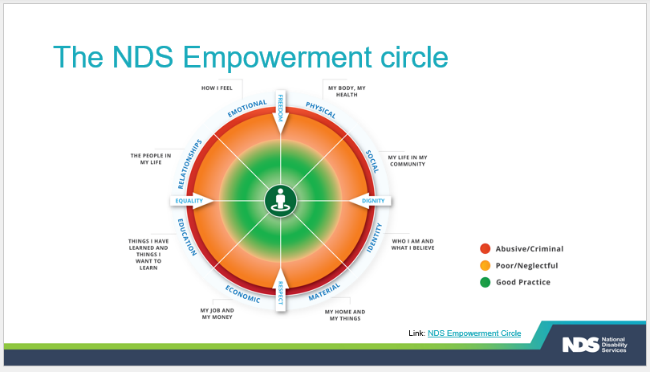 The NDS Empowerment circle
HOW I FEEL
MY BODY, MY
HEALTH
EMOTIONAL
FREEDOM
PHYSICAL
THE PEOPLE IN
MY LIFE
RELATIONSHIPS
SOCIAL
MY LIFE IN MY
COMMUNITY
EQUALITY
DIGNITY
THINGS I HAVE
LEARNED AND
THINGS I
WANT TO
LEARN
EDUCATION
IDENTITY
WHO I AM AND
WHAT I BELIEVE
ECONOMIC
RESPECT
MATERIAL
MY JOB AND
MY MONEY
MY HOME AND
MY THINGS
Abusive/Criminal
Poor/Neglectful
Good Practice
Link: NDS Empowerment Circle
NDS
National
Disability
Services